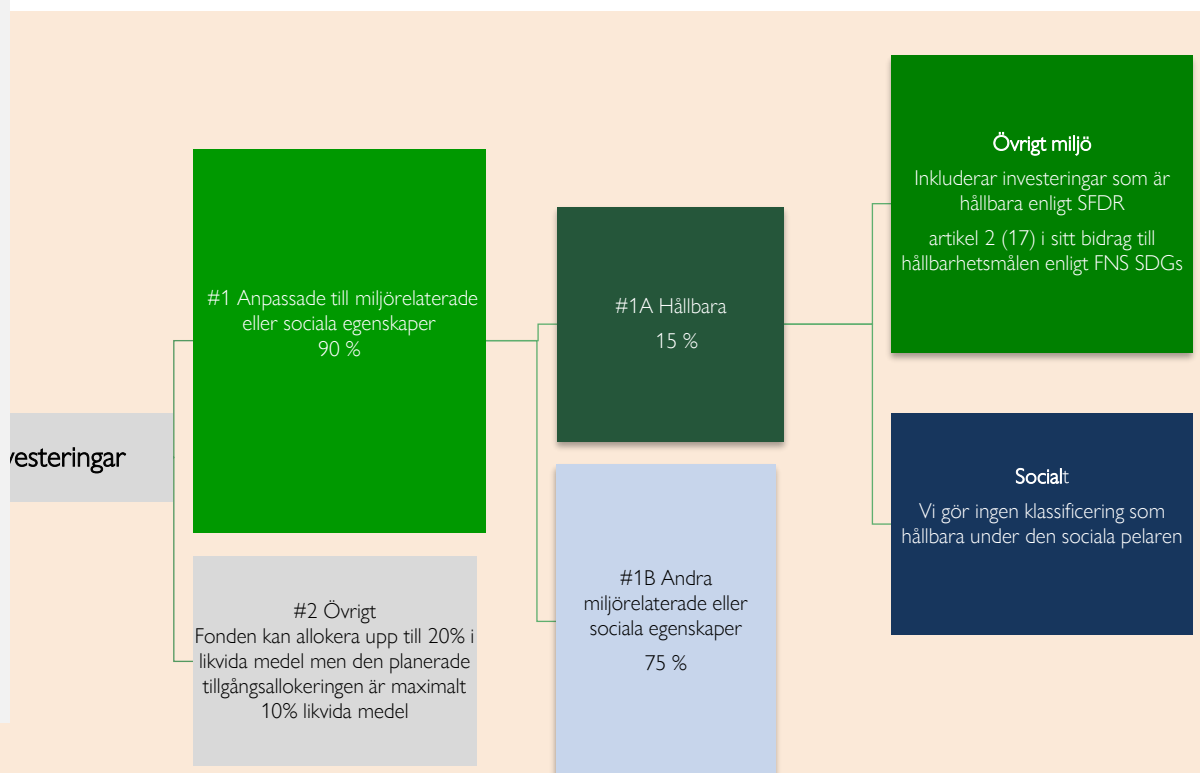 vesteringar
#1 Anpassade till miljörelaterade
eller sociala egenskaper
90 %
#2 Övrigt
Fonden kan allokera upp till 20% i
likvida medel men den planerade
tillgångsallokeringen är maximalt
10% likvida medel
#1A Hållbara
15 %
#1B Andra
miljörelaterade eller
sociala egenskaper
75 %
Övrigt miljö
Inkluderar investeringar som är
hållbara enligt SFDR
artikel 2 (17) i sitt bidrag till
hållbarhetsmålen enligt FNS SDGs
Socialt
Vi gör ingen klassificering som
hållbara under den sociala pelaren